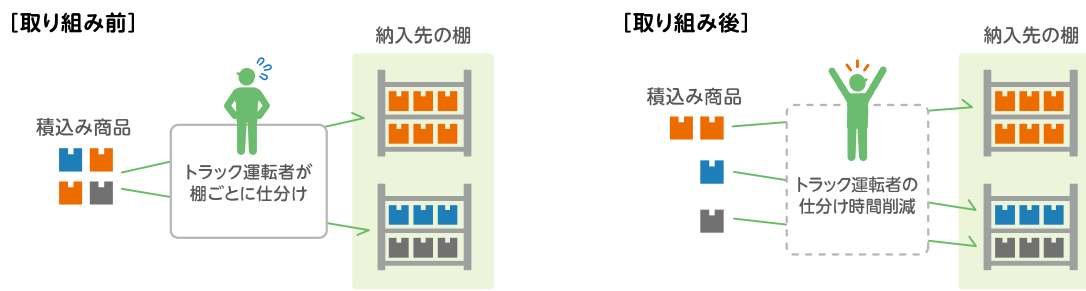 [取り組み前]
納入先の棚
積込み商品
トラック運転者が
棚ごとに仕分け
[取り組み後]
納入先の棚
積込み商品
トラック運転者の
仕分け時間削減